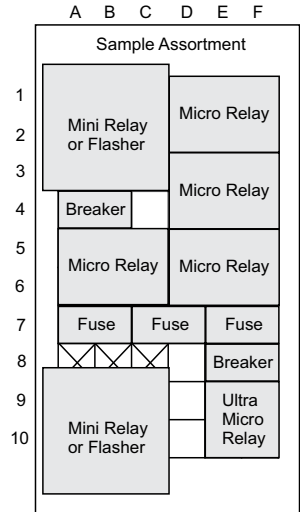 A B C D E F
Sample Assortment
1
2
3
4
5
6
7
8
9
10
Mini Relay
or Flasher
Micro Relay
Micro Relay
Breaker
Micro Relay
Micro Relay
Fuse
Fuse
Fuse
Breaker
Mini Relay
or Flasher
Ultra
Micro
Relay